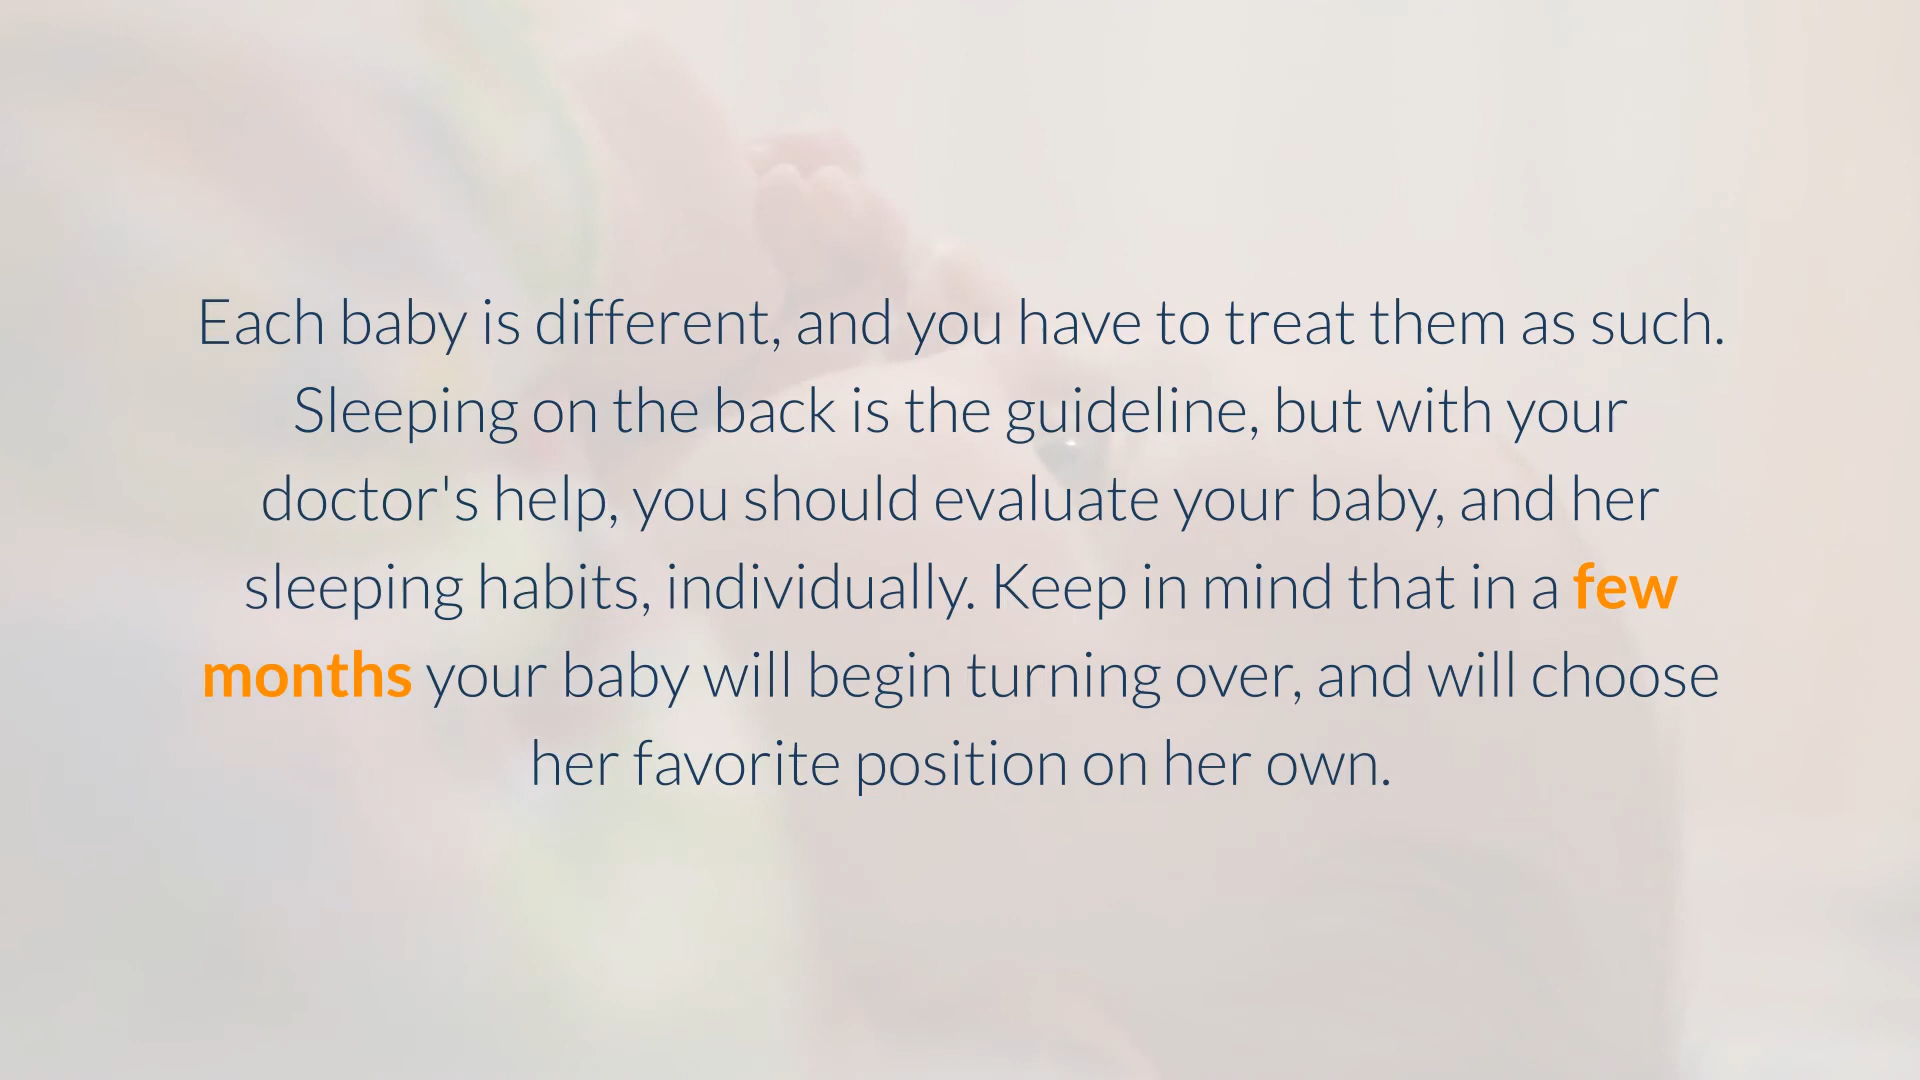 Each baby is different, and you have to treat them as such.
Sleeping on the back is the guideline, but with your
doctor's help, you should evaluate your baby, and her
sleeping habits, individually. Keep in mind that in a few
months your baby will begin turning over, and will choose
her favorite position on her own.